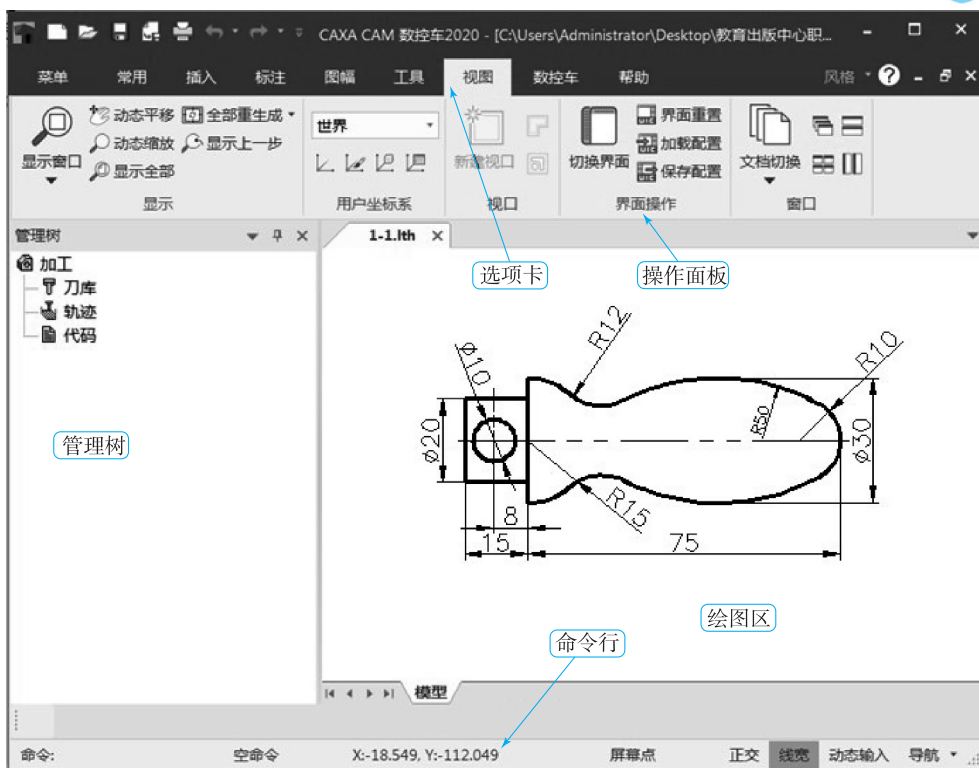 CAXA CAM 数控车2020 - [C:\Users\Administrator\Desktop\教育出版中心职...
菜单 常用 插入 标注 图幅 工具 视图 数控车 帮助 风格
显示窗口 动态平移 全部重生成
动态缩放 显示上一步
显示全部
显示
世界
用户坐标系
新建视口
视口
切换界面 界面重置
加载配置
保存配置
界面操作
文档切换
窗口
管理树
1-1.lth
加工
刀库
轨迹
代码
选项卡
操作面板
管理树
R12
R10
ϕ10
R50
ϕ20
ϕ30
R15
8
15
75
绘图区
命令行
模型
命令: 空命令 X:-18.549, Y:-112.049 屏幕点 正交 线宽 动态输入 导航